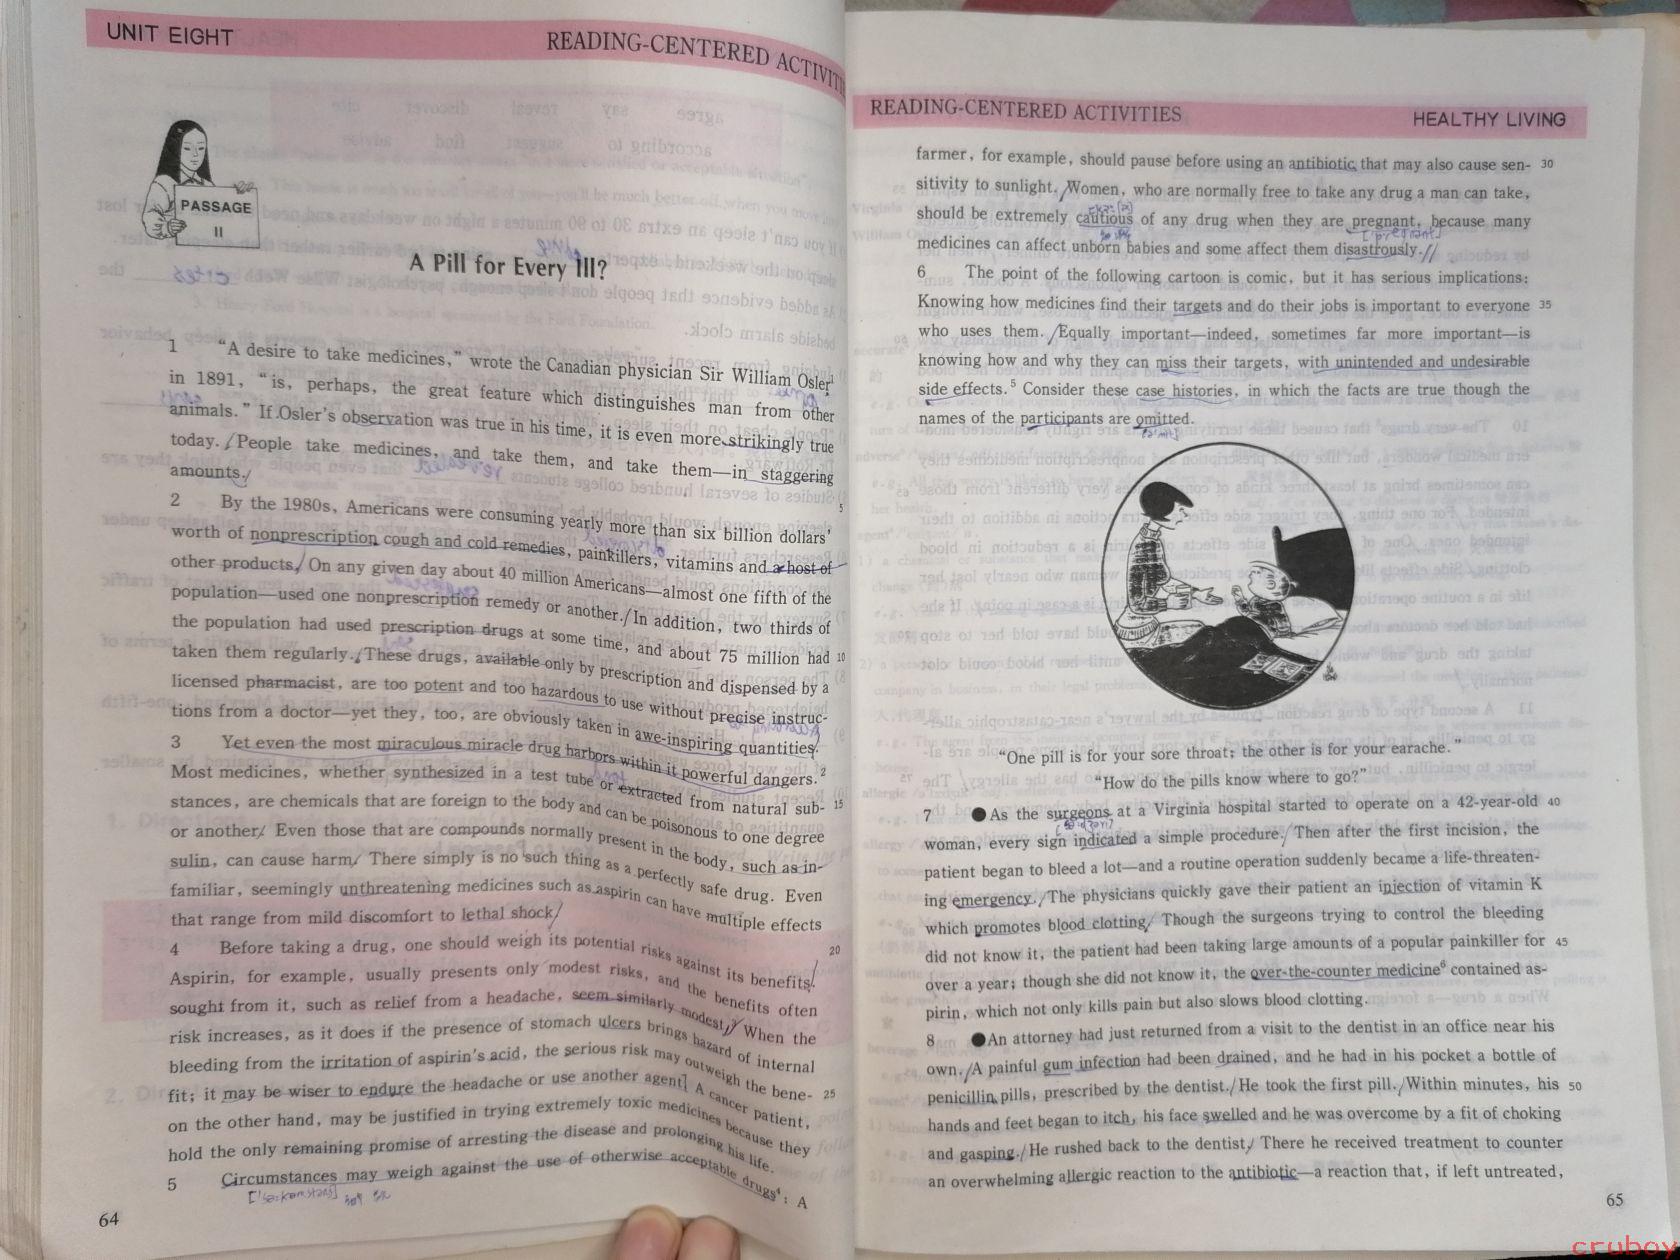 UNIT EIGHT
READING-CENTERED ACTIVITI
PASSAGE
II
A Pill for Every Ill?
1 "A desire to take medicines," wrote the Canadian physician Sir William Osler¹
in 1891, "is, perhaps, the great feature which distinguishes man from other
animals." If Osler's observation was true in his time, it is even more strikingly true
today. People take medicines, and take them, and take them—in staggering
amounts.
5
2 By the 1980s, Americans were consuming yearly more than six billion dollars'
worth of nonprescription cough and cold remedies, painkillers, vitamins and a host of
other products. On any given day about 40 million Americans—almost one fifth of the
population—used one nonprescription remedy or another. In addition, two thirds of
the population had used prescription drugs at some time, and about 75 million had 10
taken them regularly. These drugs, available only by prescription and dispensed by a
licensed pharmacist, are too potent and too hazardous to use without precise instruc-
tions from a doctor—yet they, too, are obviously taken in awe-inspiring quantities.
3 Yet even the most miraculous miracle drug harbors within it powerful dangers.²
Most medicines, whether synthesized in a test tube or extracted from natural sub- 15
stances, are chemicals that are foreign to the body and can be poisonous to one degree
or another. Even those that are compounds normally present in the body, such as in-
sulin, can cause harm. There simply is no such thing as a perfectly safe drug. Even
familiar, seemingly unthreatening medicines such as aspirin can have multiple effects
that range from mild discomfort to lethal shock.
20
4 Before taking a drug, one should weigh its potential risks against its benefits.
Aspirin, for example, usually presents only modest risks, and the benefits often
sought from it, such as relief from a headache, seem similarly modest.³ When the
risk increases, as it does if the presence of stomach ulcers brings hazard of internal
bleeding from the irritation of aspirin's acid, the serious risk may outweigh the bene-
fit; it may be wiser to endure the headache or use another agent. A cancer patient, 25
on the other hand, may be justified in trying extremely toxic medicines because they
hold the only remaining promise of arresting the disease and prolonging his life.
5 Circumstances may weigh against the use of otherwise acceptable drugs⁴: A
64
READING-CENTERED ACTIVITIES
HEALTHY LIVING
farmer, for example, should pause before using an antibiotic that may also cause sen- 30
sitivity to sunlight. Women, who are normally free to take any drug a man can take,
should be extremely cautious of any drug when they are pregnant, because many
medicines can affect unborn babies and some affect them disastrously.
6 The point of the following cartoon is comic, but it has serious implications:
Knowing how medicines find their targets and do their jobs is important to everyone 35
who uses them. Equally important—indeed, sometimes far more important—is
knowing how and why they can miss their targets, with unintended and undesirable
side effects.⁵ Consider these case histories, in which the facts are true though the
names of the participants are omitted.
"One pill is for your sore throat; the other is for your earache."
"How do the pills know where to go?"
7 ●As the surgeons at a Virginia hospital started to operate on a 42-year-old 40
woman, every sign indicated a simple procedure. Then after the first incision, the
patient began to bleed a lot—and a routine operation suddenly became a life-threaten-
ing emergency. The physicians quickly gave their patient an injection of vitamin K
which promotes blood clotting. Though the surgeons trying to control the bleeding
did not know it, the patient had been taking large amounts of a popular painkiller for 45
over a year; though she did not know it, the over-the-counter medicine⁶ contained as-
pirin, which not only kills pain but also slows blood clotting.
8 ●An attorney had just returned from a visit to the dentist in an office near his
own. A painful gum infection had been drained, and he had in his pocket a bottle of
penicillin pills, prescribed by the dentist. He took the first pill. Within minutes, his 50
hands and feet began to itch, his face swelled and he was overcome by a fit of choking
and gasping. He rushed back to the dentist. There he received treatment to counter
an overwhelming allergic reaction to the antibiotic—a reaction that, if left untreated,
65
cruboy